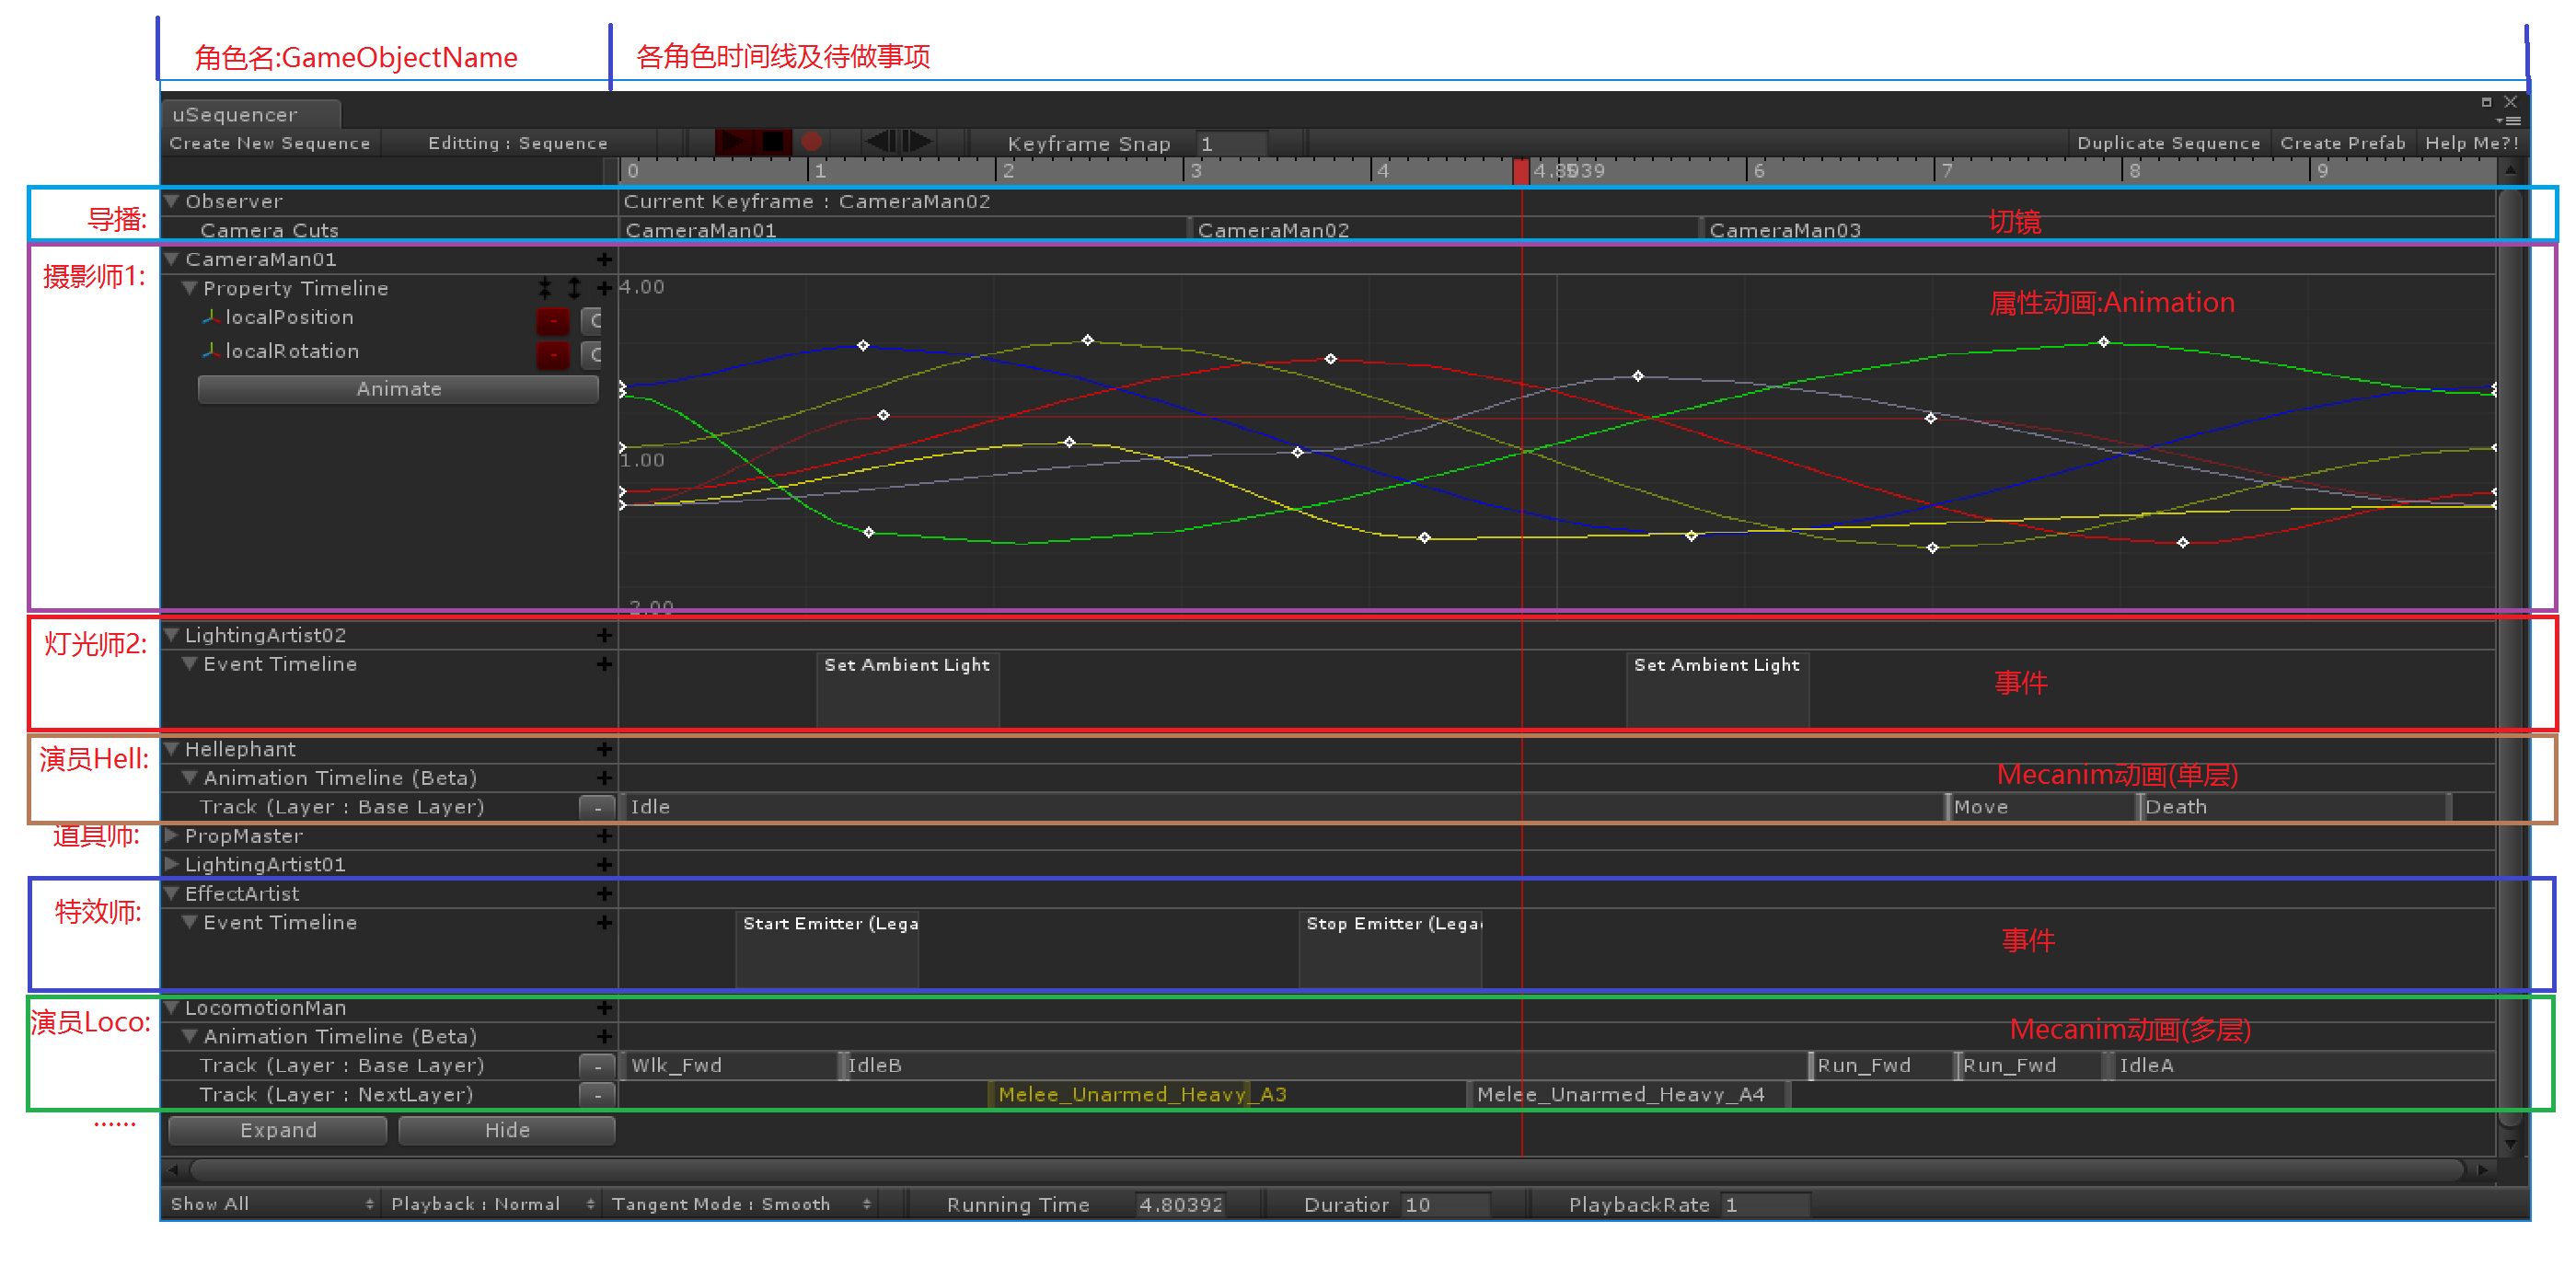 角色名:GameObjectName
各角色时间线及待做事项
uSequencer
Create New Sequence
Editting : Sequence
Keyframe Snap 1
Duplicate Sequence
Create Prefab
Help Me?!
0 1 2 3 4 6 7 8 9
导播:
Observer
Current Keyframe : CameraMan02
切镜
Camera Cuts
CameraMan01
CameraMan02
CameraMan03
摄影师1:
CameraMan01
Property Timeline
4.00
属性动画:Animation
localPosition
-
localRotation
-
Animate
1.00
-2.00
灯光师2:
LightingArtist02
Event Timeline
Set Ambient Light
Set Ambient Light
事件
演员Hell:
Hellephant
Animation Timeline (Beta)
Mecanim动画(单层)
Track (Layer : Base Layer)
-
Idle
Move
Death
道具师:
PropMaster
LightingArtist01
特效师:
EffectArtist
Event Timeline
Start Emitter (Lega
Stop Emitter (Lega
事件
演员Loco:
LocomotionMan
Animation Timeline (Beta)
Mecanim动画(多层)
Track (Layer : Base Layer)
-
Wlk_Fwd
IdleB
Run_Fwd
Run_Fwd
IdleA
Track (Layer : NextLayer)
-
Melee_Unarmed_Heavy_A3
Melee_Unarmed_Heavy_A4
......
Expand
Hide
Show All
Playback : Normal
Tangent Mode : Smooth
Running Time 4.80392
Duration 10
PlaybackRate 1